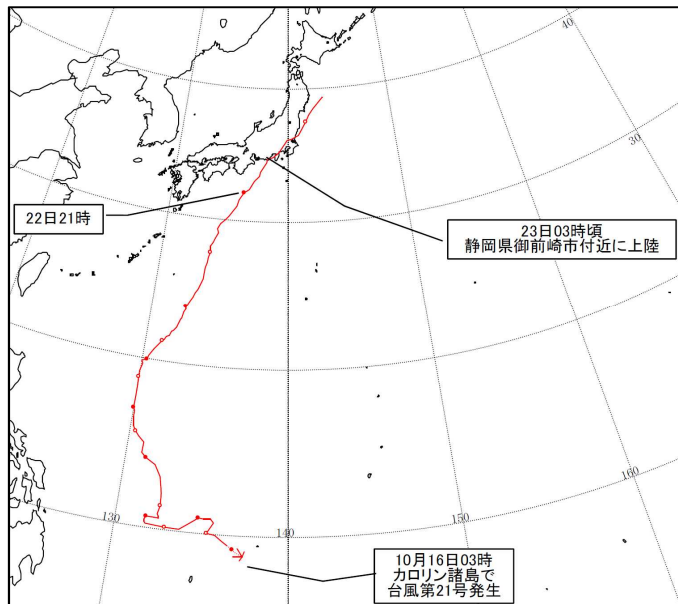 40
30
22日21時
23日03時頃
静岡県御前崎市付近に上陸
160
130
140
150
10月16日03時
カロリン諸島で
台風第21号発生